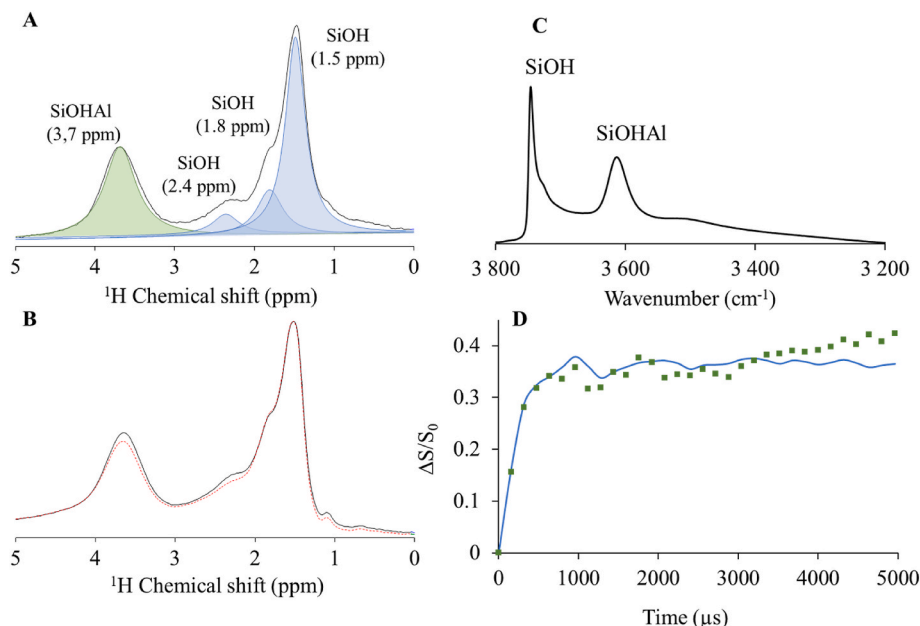 A
SiOH
(1.5 ppm)
SiOH
(1.8 ppm)
SiOHAl
(3,7 ppm)
SiOH
(2.4 ppm)
5 4 3 2 1 0
¹H Chemical shift (ppm)
B
5 4 3 2 1 0
¹H Chemical shift (ppm)
C
SiOH
SiOHAl
3 800 3 600 3 400 3 200
Wavenumber (cm⁻¹)
D
0.4
0.3
0.2
0.1
0
ΔS/S₀
0 1000 2000 3000 4000 5000
Time (µs)